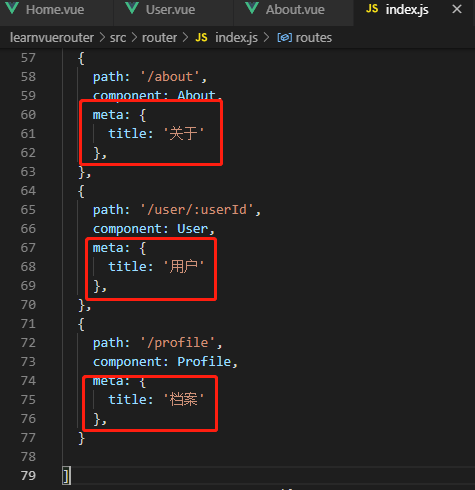 Home.vue User.vue About.vue JS index.js ×
learnvuerouter > src > router > JS index.js > routes
57 {
58 path: '/about',
59 component: About,
60 meta: {
61 title: '关于'
62 },
63 },
64 {
65 path: '/user/:userId',
66 component: User,
67 meta: {
68 title: '用户'
69 },
70 },
71 {
72 path: '/profile',
73 component: Profile,
74 meta: {
75 title: '档案'
76 },
77 }
78
79 ]